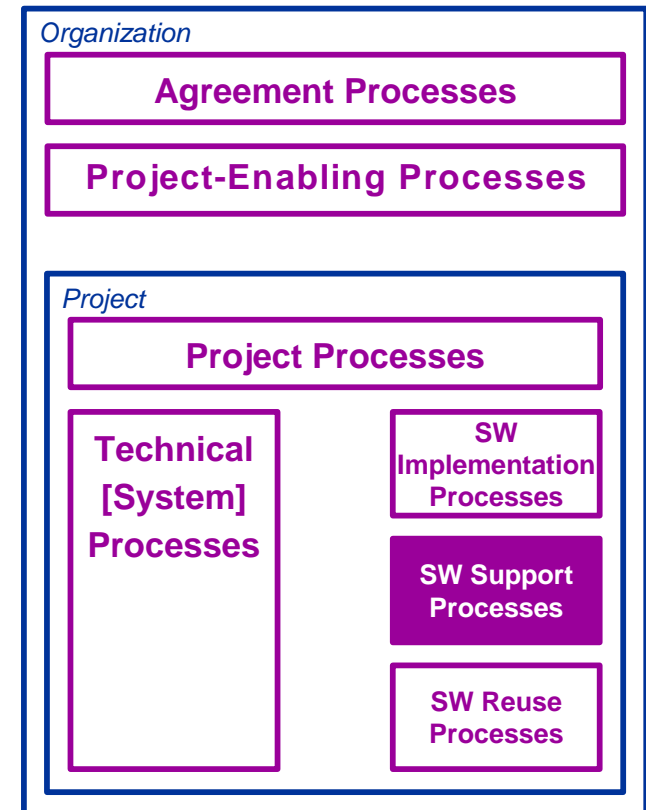 Organization
Agreement Processes
Project-Enabling Processes
Project
Project Processes
Technical
[System]
Processes
SW
Implementation
Processes
SW Support
Processes
SW Reuse
Processes